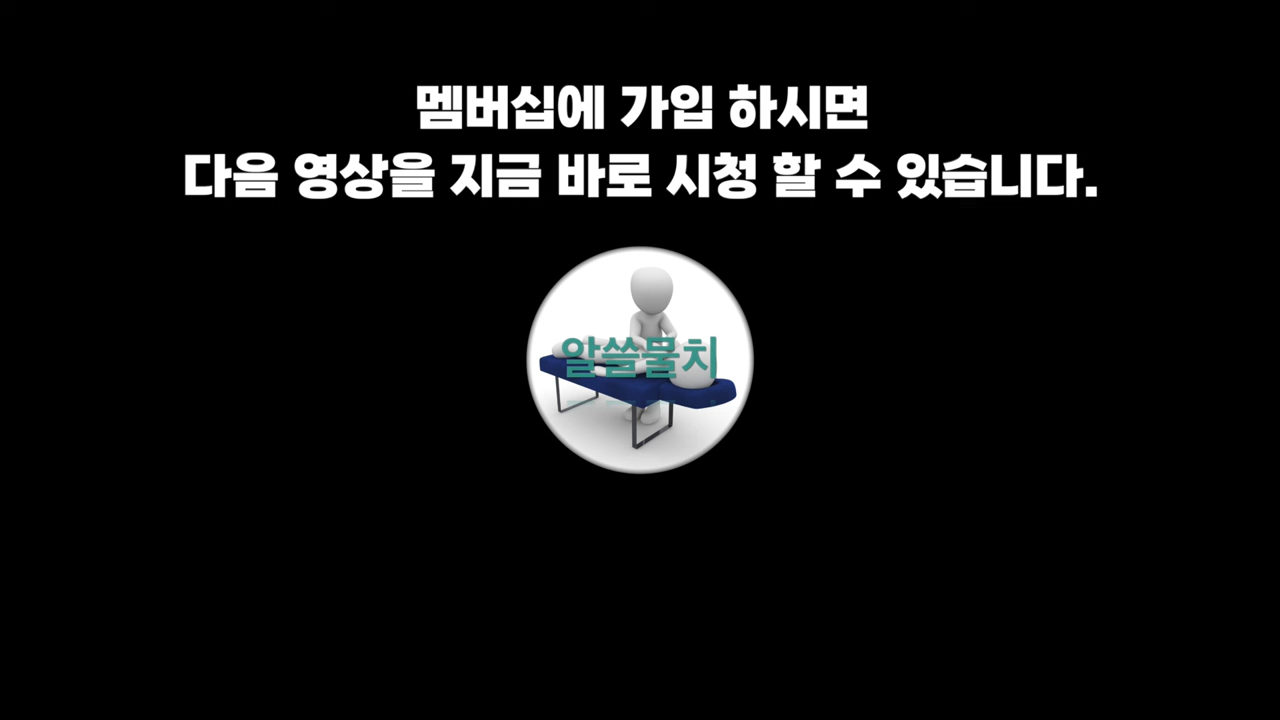 멤버십에 가입 하시면
다음 영상을 지금 바로 시청 할 수 있습니다.
알쓸물치